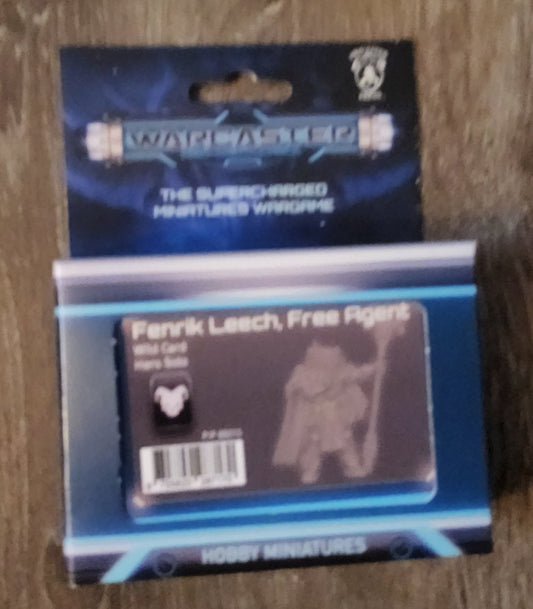 WARCASTER
THE SUPERCHARGED
MINIATURES WARGAME
Fenrik Leech, Free Agent
Wild Card
Hero Solo
HOBBY MINIATURES